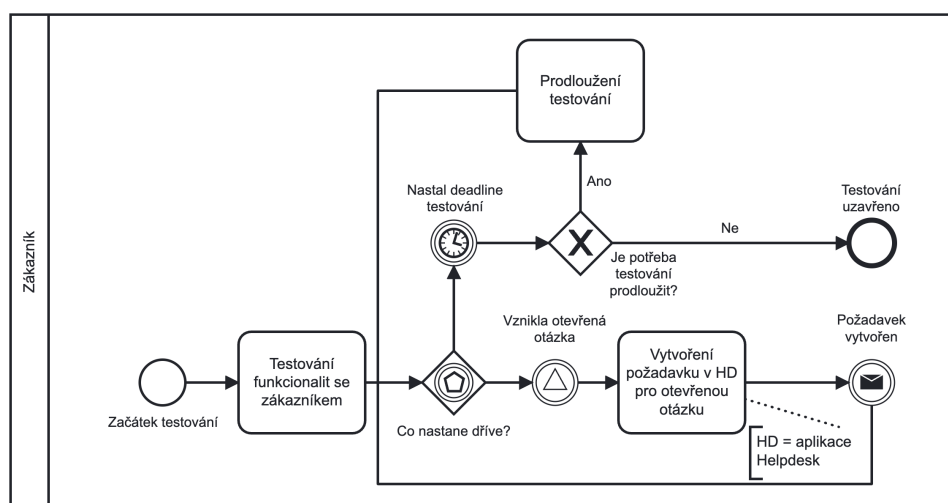 Zákazník
Prodloužení
testování
Ano
Nastal deadline
testování
Testování
uzavřeno
Ne
Je potřeba
testování
prodloužit?
Vznikla otevřená
otázka
Požadavek
vytvořen
Testování
funkcionalit se
zákazníkem
Vytvoření
požadavku v HD
pro otevřenou
otázku
Začátek testování
Co nastane dříve?
HD = aplikace
Helpdesk